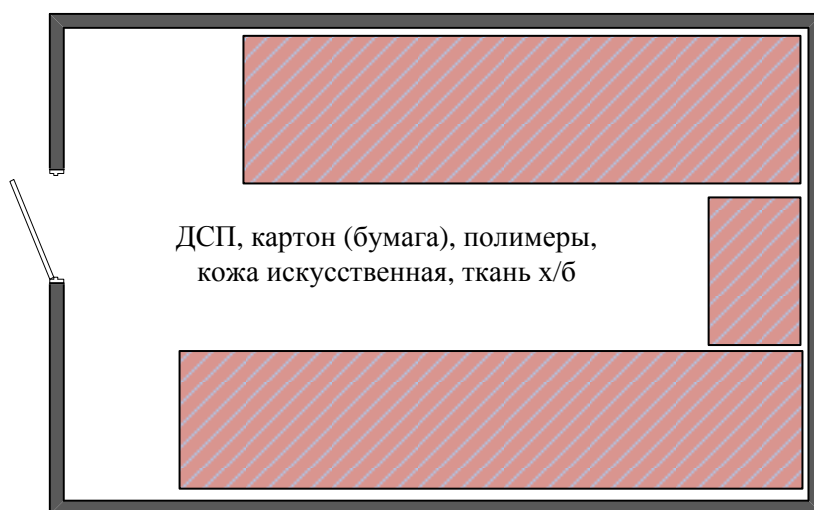 ДСП, картон (бумага), полимеры,
кожа искусственная, ткань х/б